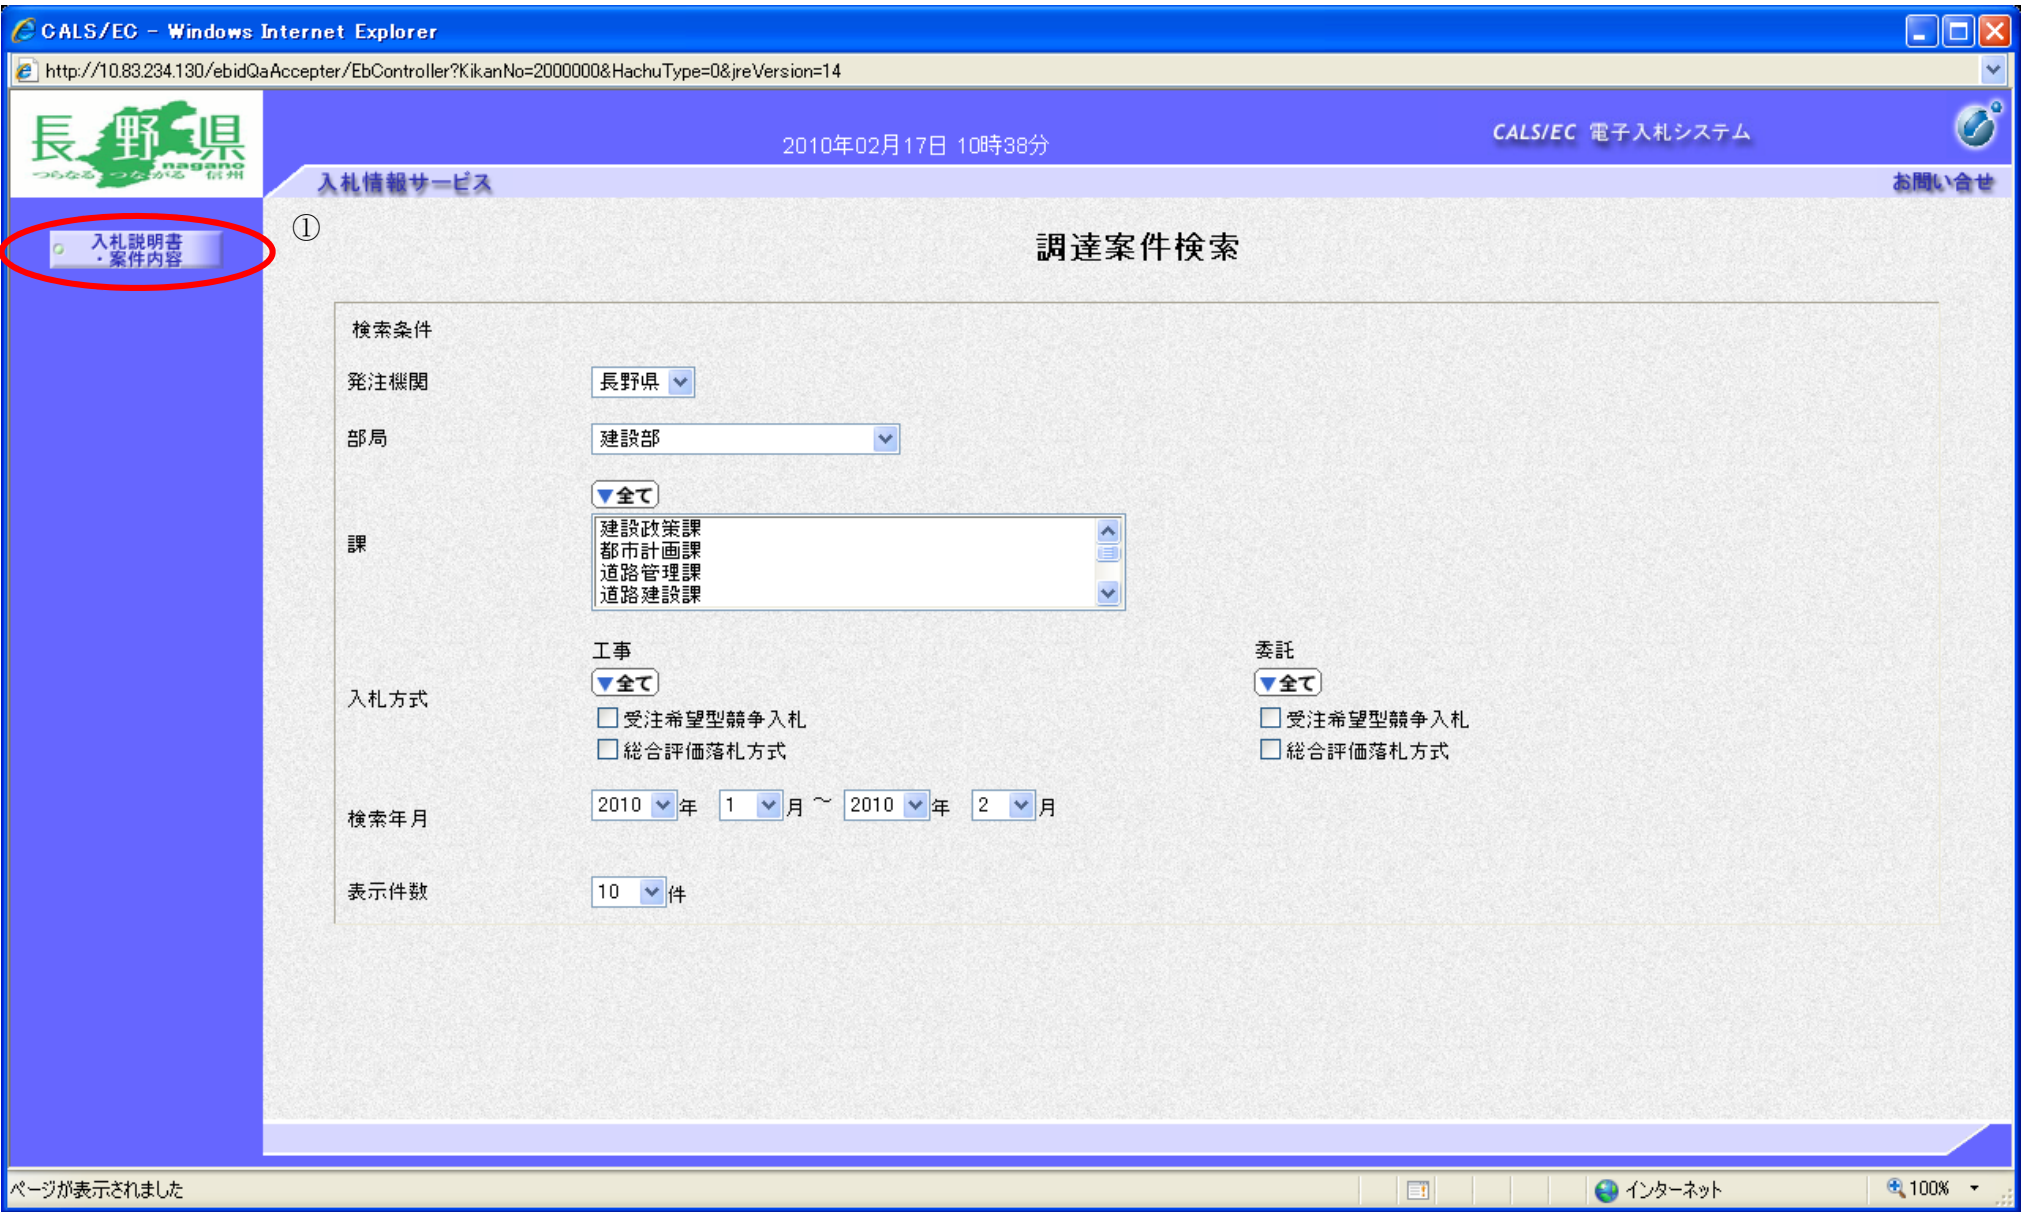 CALS/EC - Windows Internet Explorer
http://10.83.234.130/ebidQaAccepter/EbController?KikanNo=2000000&HachuType=0&jreVersion=14
長野県
nagano
つらなる つながる 信州
2010年02月17日 10時38分
CALS/EC 電子入札システム
入札情報サービス
お問い合せ
入札説明書
・案件内容
①
調達案件検索
検索条件
発注機関 長野県
部局 建設部
▼全て
課
建設政策課
都市計画課
道路管理課
道路建設課
入札方式
工事 委託
▼全て ▼全て
受注希望型競争入札 受注希望型競争入札
総合評価落札方式 総合評価落札方式
検索年月 2010 年 1 月 ~ 2010 年 2 月
表示件数 10 件
ページが表示されました
インターネット
100%